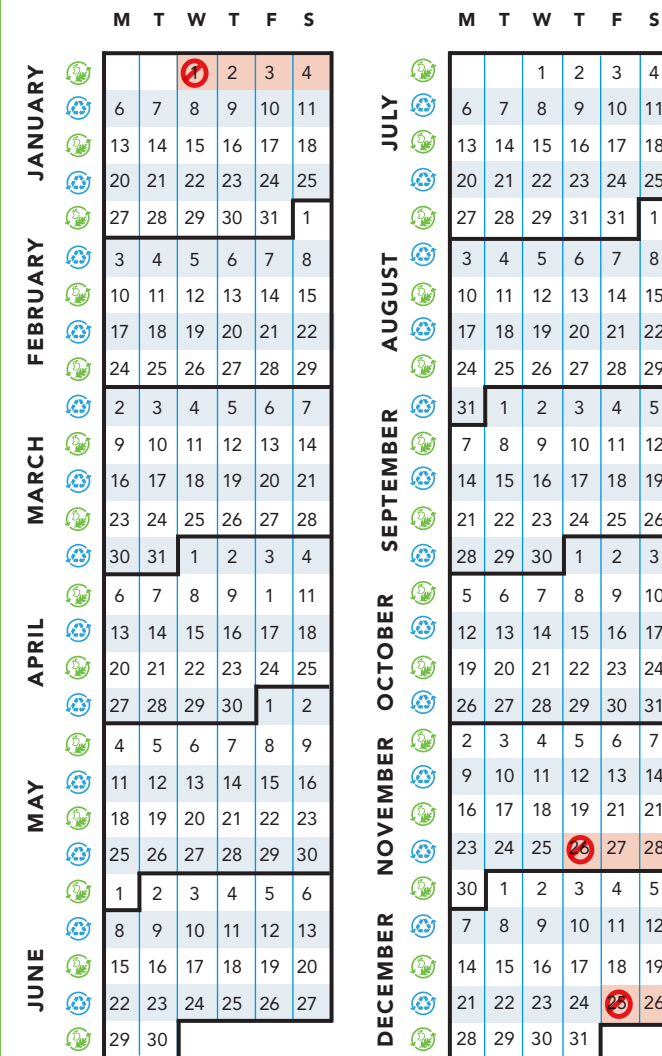 M T W T F S
JANUARY
1 2 3 4
6 7 8 9 10 11
13 14 15 16 17 18
20 21 22 23 24 25
27 28 29 30 31 1
FEBRUARY
3 4 5 6 7 8
10 11 12 13 14 15
17 18 19 20 21 22
24 25 26 27 28 29
MARCH
2 3 4 5 6 7
9 10 11 12 13 14
16 17 18 19 20 21
23 24 25 26 27 28
30 31 1 2 3 4
APRIL
6 7 8 9 1 11
13 14 15 16 17 18
20 21 22 23 24 25
27 28 29 30 1 2
MAY
4 5 6 7 8 9
11 12 13 14 15 16
18 19 20 21 22 23
25 26 27 28 29 30
1 2 3 4 5 6
JUNE
8 9 10 11 12 13
15 16 17 18 19 20
22 23 24 25 26 27
29 30
M T W T F S
JULY
1 2 3 4
6 7 8 9 10 11
13 14 15 16 17 18
20 21 22 23 24 25
27 28 29 31 31 1
AUGUST
3 4 5 6 7 8
10 11 12 13 14 15
17 18 19 20 21 22
24 25 26 27 28 29
31 1 2 3 4 5
SEPTEMBER
7 8 9 10 11 12
14 15 16 17 18 19
21 22 23 24 25 26
28 29 30 1 2 3
OCTOBER
5 6 7 8 9 10
12 13 14 15 16 17
19 20 21 22 23 24
26 27 28 29 30 31
NOVEMBER
2 3 4 5 6 7
9 10 11 12 13 14
16 17 18 19 21 21
23 24 25 26 27 28
30 1 2 3 4 5
DECEMBER
7 8 9 10 11 12
14 15 16 17 18 19
21 22 23 24 25 26
28 29 30 31